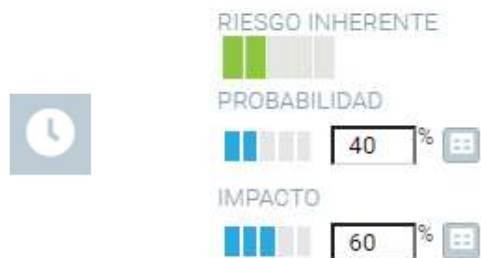 RIESGO INHERENTE
PROBABILIDAD
40 %
IMPACTO
60 %